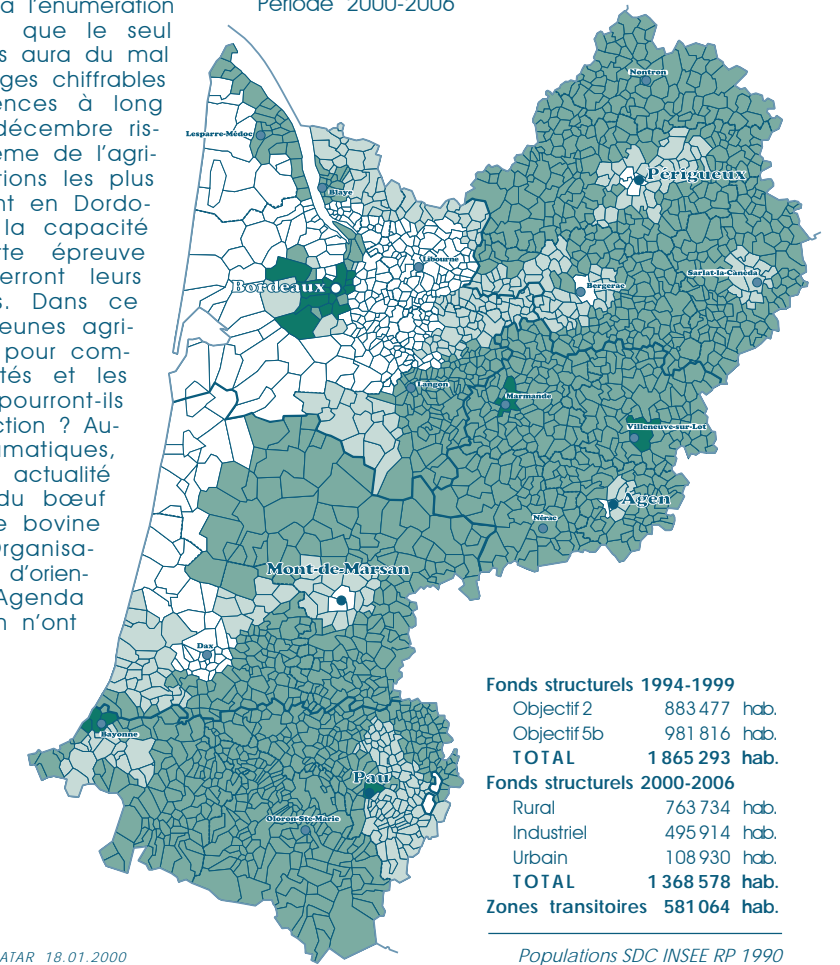 à l'énumération
que le seul
s aura du mal
ges chiffrables
ences à long
décembre ris-
ème de l'agri-
tions les plus
nt en Dordo-
la capacité
tte épreuve
erront leurs
s. Dans ce
eunes agri-
pour com-
tés et les
pourront-ils
ction ? Au-
matiques,
actualité
du bœuf
e bovine
Organisa-
d'orien-
Agenda
n n'ont
Période 2000-2006
Nontron
Lesparre-Médoc
Périgueux
Blaye
Libourne
Sarlat-la-Canéda
Bordeaux
Bergerac
Langon
Marmande
Villeneuve-sur-Lot
Agen
Nérac
Mont-de-Marsan
Dax
Bayonne
Pau
Oloron-Ste-Marie
Fonds structurels 1994-1999
Objectif 2 883 477 hab.
Objectif 5b 981 816 hab.
TOTAL 1 865 293 hab.
Fonds structurels 2000-2006
Rural 763 734 hab.
Industriel 495 914 hab.
Urbain 108 930 hab.
TOTAL 1 368 578 hab.
Zones transitoires 581 064 hab.
ATAR 18.01.2000
Populations SDC INSEE RP 1990